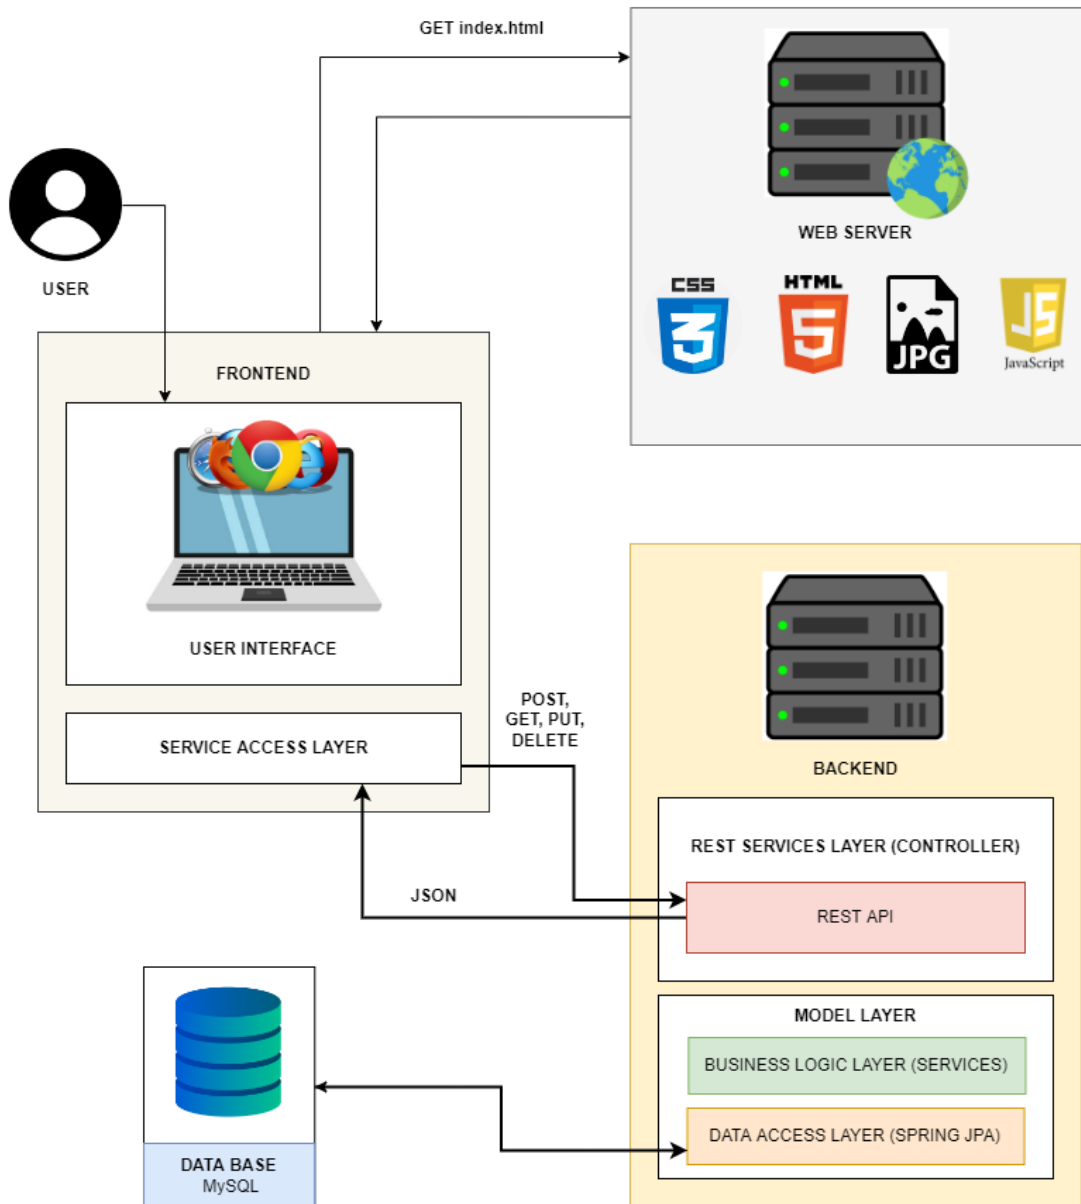 GET index.html
USER
WEB SERVER
CSS
3
HTML
5
JPG
JS
JavaScript
FRONTEND
USER INTERFACE
SERVICE ACCESS LAYER
POST,
GET, PUT,
DELETE
JSON
BACKEND
REST SERVICES LAYER (CONTROLLER)
REST API
MODEL LAYER
BUSINESS LOGIC LAYER (SERVICES)
DATA ACCESS LAYER (SPRING JPA)
DATA BASE
MySQL